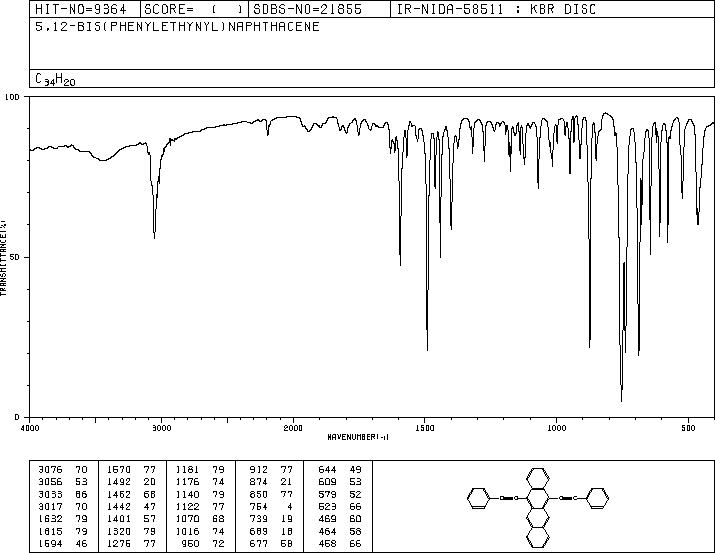 HIT-NO=9364 SCORE= ( ) SDBS-NO=21855 IR-NIDA-58511 : KBR DISC
5,12-BIS(PHENYLETHYNYL)NAPHTHACENE
C34H20
100
50
0
TRANSMITTANCE(%)
4000 3000 2000 1500 1000 500
WAVENUMBER(-1)
3076 70 1570 77 1181 79 912 77 644 49
3056 53 1492 20 1176 74 874 21 609 53
3033 66 1462 68 1140 79 850 77 579 52
3017 70 1442 47 1122 77 754 4 523 66
1632 79 1401 57 1070 68 739 19 469 60
1615 79 1320 79 1016 74 689 18 464 58
1594 46 1276 77 950 72 677 58 458 66